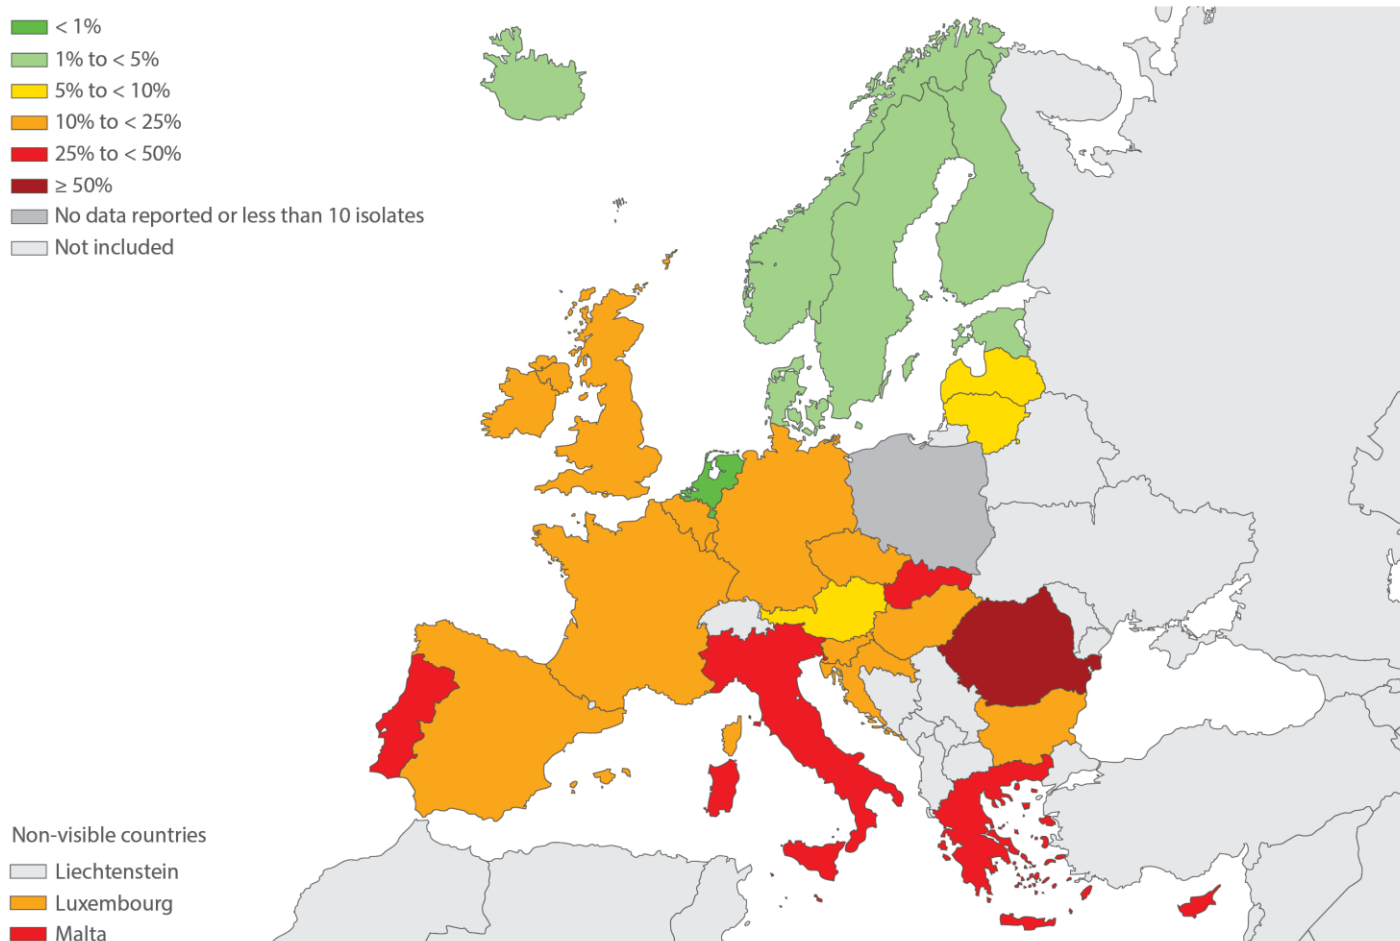 < 1%
1% to < 5%
5% to < 10%
10% to < 25%
25% to < 50%
≥ 50%
No data reported or less than 10 isolates
Not included
Non-visible countries
Liechtenstein
Luxembourg
Malta